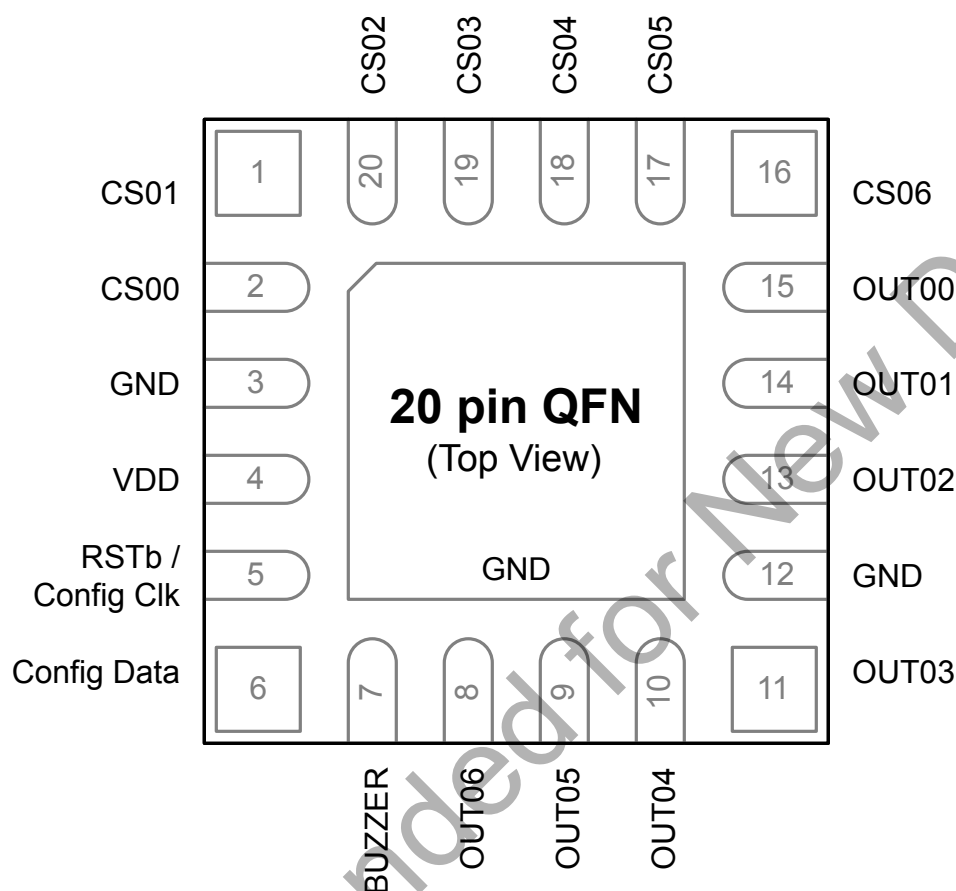 CS02 CS03 CS04 CS05
20 19 18 17
CS01 1 16 CS06
CS00 2 15 OUT00
GND 3 14 OUT01
20 pin QFN
(Top View)
VDD 4 13 OUT02
RSTb /
Config Clk 5 12 GND
GND
Config Data 6 11 OUT03
7 8 9 10
BUZZER OUT06 OUT05 OUT04
for New